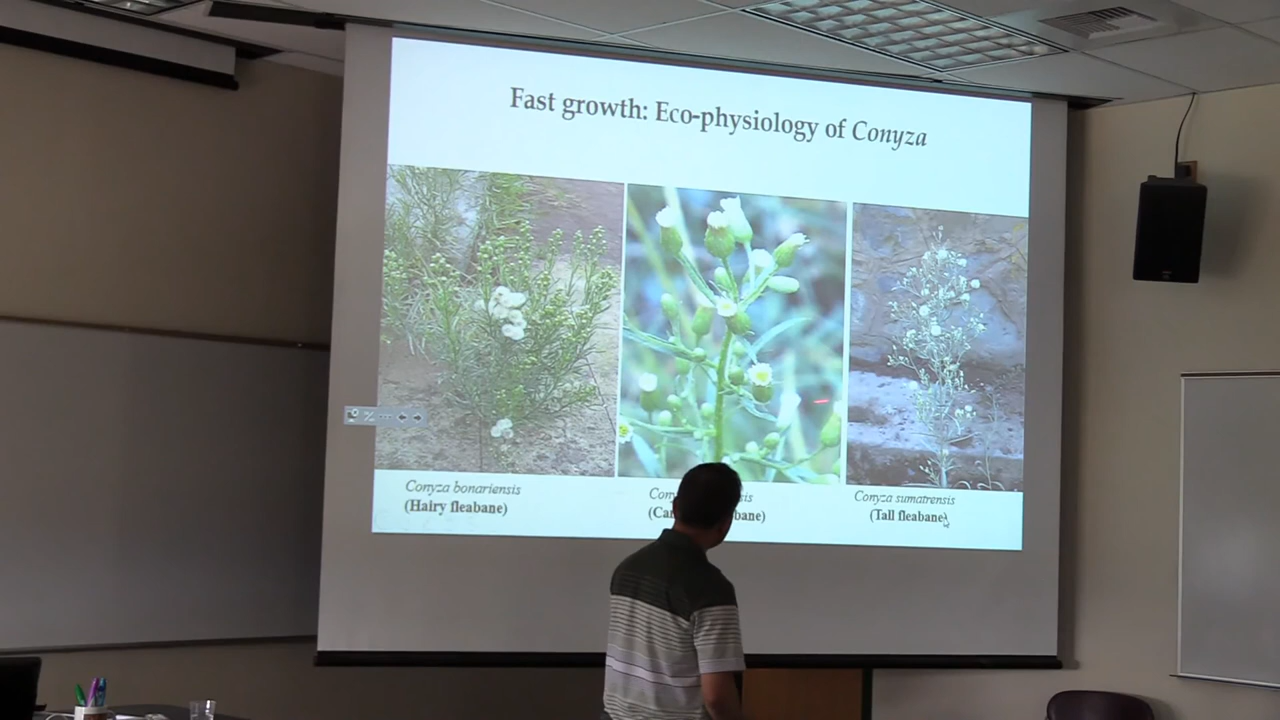 Fast growth: Eco-physiology of Conyza
Conyza bonariensis
(Hairy fleabane)
Conyza sumatrensis
(Tall fleabane)